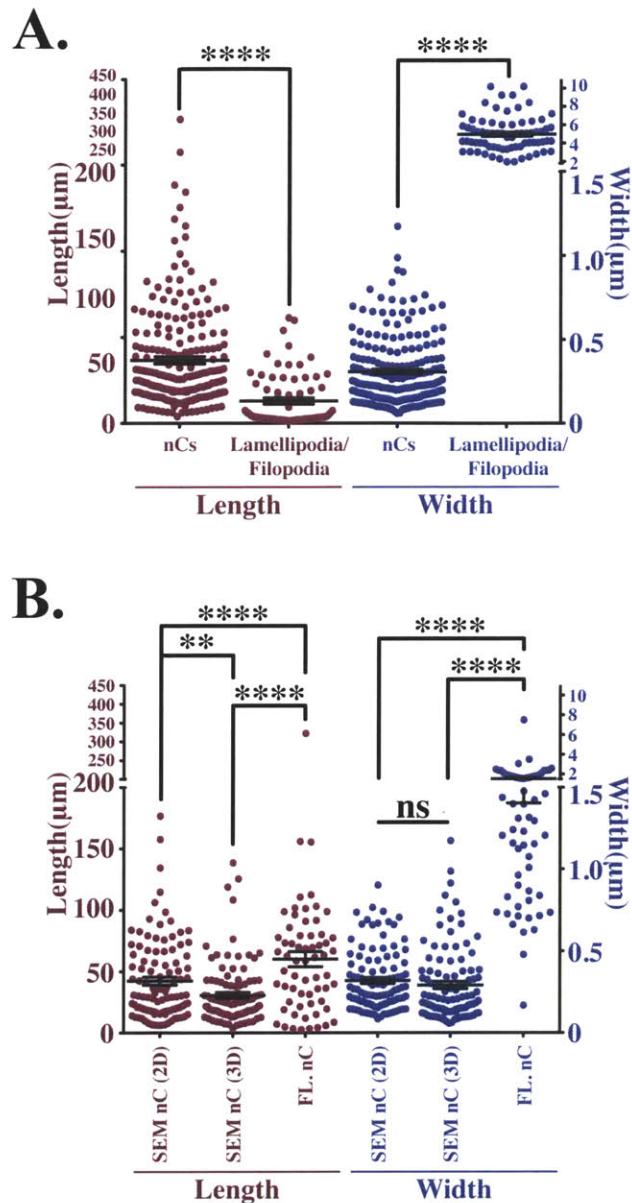 A.
**** ****
450
400
350
300
250
200
150
100
50
0
Length(μm)
10
8
6
4
2
1.5
1.0
0.5
0
Width(μm)
nCs Lamellipodia/ nCs Lamellipodia/
Filopodia Filopodia
Length Width
B.
**** ****
** ****
****
450
400
350
300
250
200
150
100
50
0
Length(μm)
ns
10
8
6
4
2
1.5
1.0
0.5
0
Width(μm)
SEM nC (2D)
SEM nC (3D)
FL. nC
SEM nC (2D)
SEM nC (3D)
FL. nC
Length Width